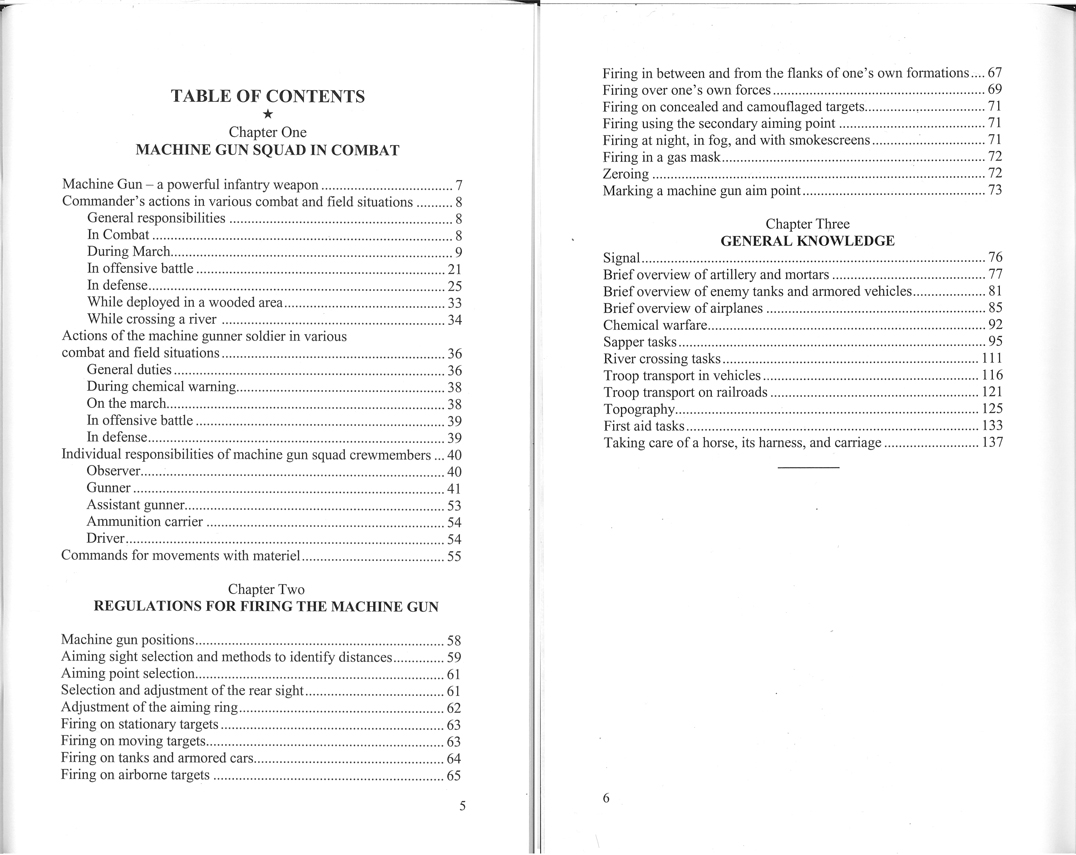 TABLE OF CONTENTS
★
Chapter One
MACHINE GUN SQUAD IN COMBAT
Machine Gun – a powerful infantry weapon ................................... 7
Commander's actions in various combat and field situations .......... 8
General responsibilities ............................................................ 8
In Combat ................................................................................ 8
During March........................................................................... 9
In offensive battle ................................................................... 21
In defense................................................................................ 25
While deployed in a wooded area........................................... 33
While crossing a river ............................................................ 34
Actions of the machine gunner soldier in various
combat and field situations ............................................................ 36
General duties ......................................................................... 36
During chemical warning........................................................ 38
On the march........................................................................... 38
In offensive battle ................................................................... 39
In defense................................................................................ 39
Individual responsibilities of machine gun squad crewmembers ... 40
Observer.................................................................................. 40
Gunner .................................................................................... 41
Assistant gunner...................................................................... 53
Ammunition carrier ................................................................ 54
Driver...................................................................................... 54
Commands for movements with materiel...................................... 55
Chapter Two
REGULATIONS FOR FIRING THE MACHINE GUN
Machine gun positions................................................................... 58
Aiming sight selection and methods to identify distances.............. 59
Aiming point selection................................................................... 61
Selection and adjustment of the rear sight..................................... 61
Adjustment of the aiming ring....................................................... 62
Firing on stationary targets ............................................................ 63
Firing on moving targets................................................................ 63
Firing on tanks and armored cars................................................... 64
Firing on airborne targets .............................................................. 65
5
Firing in between and from the flanks of one's own formations.... 67
Firing over one's own forces ......................................................... 69
Firing on concealed and camouflaged targets................................ 71
Firing using the secondary aiming point ....................................... 71
Firing at night, in fog, and with smokescreens .............................. 71
Firing in a gas mask....................................................................... 72
Zeroing .......................................................................................... 72
Marking a machine gun aim point................................................. 73
Chapter Three
GENERAL KNOWLEDGE
Signal............................................................................................. 76
Brief overview of artillery and mortars ......................................... 77
Brief overview of enemy tanks and armored vehicles.................... 81
Brief overview of airplanes ........................................................... 85
Chemical warfare........................................................................... 92
Sapper tasks................................................................................... 95
River crossing tasks..................................................................... 111
Troop transport in vehicles .......................................................... 116
Troop transport on railroads ........................................................ 121
Topography.................................................................................. 125
First aid tasks............................................................................... 133
Taking care of a horse, its harness, and carriage ......................... 137
6